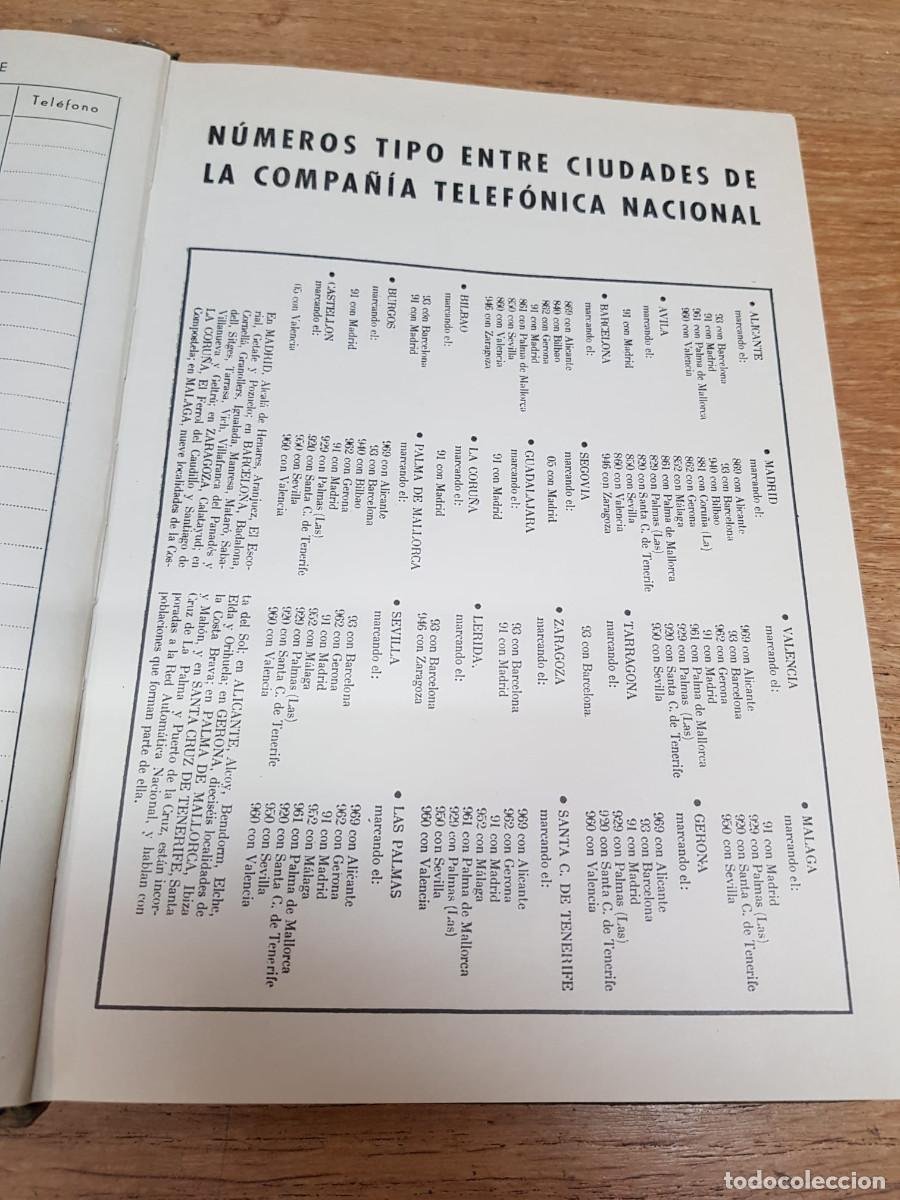 E
Teléfono
NÚMEROS TIPO ENTRE CIUDADES DE
LA COMPAÑÍA TELEFÓNICA NACIONAL
• ALICANTE
marcando el:
93 con Barcelona
91 con Madrid
961 con Palma de Mallorca
960 con Valencia
• AVILA
marcando el:
91 con Madrid
• BARCELONA
marcando el:
869 con Alicante
840 con Bilbao
862 con Gerona
91 con Madrid
861 con Palma de Mallorca
850 con Sevilla
860 con Valencia
946 con Zaragoza
• BILBAO
marcando el:
93 con Barcelona
91 con Madrid
• BURGOS
marcando el:
91 con Madrid
• CASTELLON
marcando el:
05 con Valencia
• MADRID
marcando el:
869 con Alicante
93 con Barcelona
940 con Bilbao
881 con Coruña (La)
862 con Gerona
852 con Málaga
861 con Palma de Mallorca
829 con Palmas (Las)
820 con Santa C. de Tenerife
850 con Sevilla
860 con Valencia
946 con Zaragoza
• SEGOVIA
marcando el:
05 con Madrid
• GUADALAJARA
marcando el:
91 con Madrid
• LA CORUÑA
marcando el:
91 con Madrid
• PALMA DE MALLORCA
marcando el:
969 con Alicante
93 con Barcelona
940 con Bilbao
962 con Gerona
91 con Madrid
929 con Palmas (Las)
920 con Santa C. de Tenerife
950 con Sevilla
960 con Valencia
• VALENCIA
marcando el:
969 con Alicante
93 con Barcelona
962 con Gerona
91 con Madrid
961 con Palma de Mallorca
929 con Palmas (Las)
920 con Santa C. de Tenerife
950 con Sevilla
• TARRAGONA
marcando el:
93 con Barcelona.
• ZARAGOZA
marcando el:
93 con Barcelona
91 con Madrid
• LERIDA,
marcando el:
93 con Barcelona
946 con Zaragoza
• SEVILLA
marcando el:
93 con Barcelona
962 con Gerona
91 con Madrid
952 con Málaga
929 con Palmas (Las)
920 con Santa C. de Tenerife
960 con Valencia
• MALAGA
marcando el:
91 con Madrid
929 con Palmas (Las)
920 con Santa C. de Tenerife
950 con Sevilla
• GERONA
marcando el:
969 con Alicante
93 con Barcelona
91 con Madrid
929 con Palmas (Las)
920 con Santa C. de Tenerife
960 con Valencia
• SANTA C. DE TENERIFE
marcando el:
969 con Alicante
962 con Gerona
91 con Madrid
952 con Málaga
961 con Palma de Mallorca
929 con Palmas (Las)
950 con Sevilla
960 con Valencia
• LAS PALMAS
marcando el:
969 con Alicante
962 con Gerona
91 con Madrid
952 con Málaga
961 con Palma de Mallorca
920 con Santa C. de Tenerife
950 con Sevilla
960 con Valencia
En MADRID, Alcalá de Henares, Aranjuez, El Esco-
rial, Getafe y Pozuelo; en BARCELONA, Badalona,
Cornellá, Granollers, Igualada, Manresa, Mataró, Saba-
dell, Sitges, Tarrasa, Vich, Villafranca del Panadés y
Villanueva y Geltrú; en ZARAGOZA, Calatayud; en
LA CORUÑA, El Ferrol del Caudillo y Santiago de
Compostela; en MALAGA, nueve localidades de la Cos-
ta del Sol; en ALICANTE, Alcoy, Benidorm, Elche,
Elda y Orihuela; en GERONA, dieciséis localidades de
la Costa Brava; en PALMA DE MALLORCA, Ibiza
y Mahón, y en SANTA CRUZ DE TENERIFE, Santa
Cruz de La Palma y Puerto de la Cruz, están incor-
poradas a la Red Automática Nacional, y hablan con
poblaciones que forman parte de ella.
todocoleccion